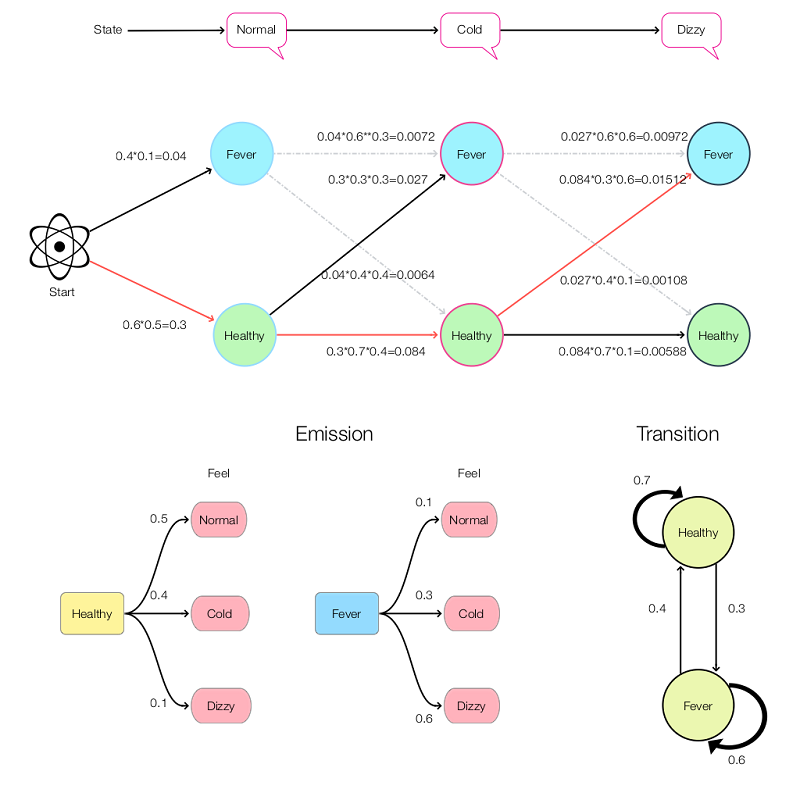 State
Normal
Cold
Dizzy
0.4*0.1=0.04
Fever
0.04*0.6**0.3=0.0072
Fever
0.027*0.6*0.6=0.00972
Fever
0.3*0.3*0.3=0.027
0.084*0.3*0.6=0.01512
Start
0.04*0.4*0.4=0.0064
0.027*0.4*0.1=0.00108
0.6*0.5=0.3
Healthy
0.3*0.7*0.4=0.084
Healthy
0.084*0.7*0.1=0.00588
Healthy
Emission
Transition
Feel
Feel
0.5
Normal
0.4
Healthy
Cold
0.1
Dizzy
0.1
Normal
0.3
Fever
Cold
0.6
Dizzy
0.7
Healthy
0.4
0.3
Fever
0.6